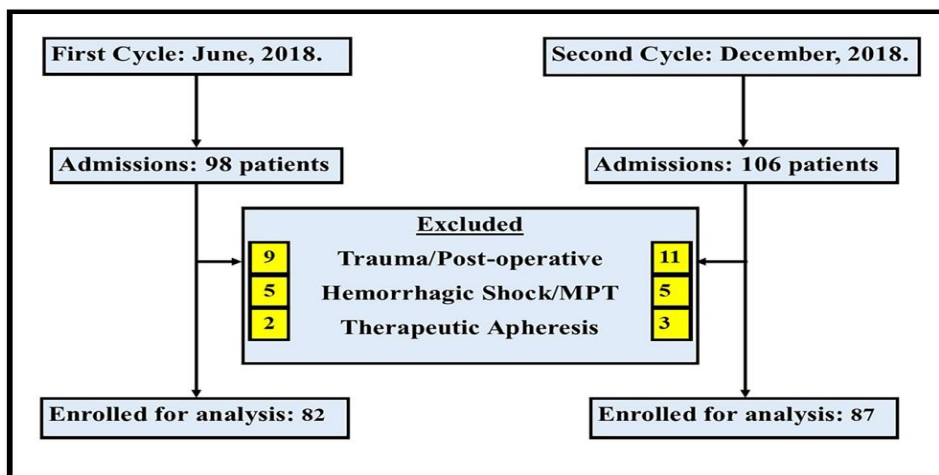 First Cycle: June, 2018.
Second Cycle: December, 2018.
Admissions: 98 patients
Admissions: 106 patients
Excluded
9 Trauma/Post-operative 11
5 Hemorrhagic Shock/MPT 5
2 Therapeutic Apheresis 3
Enrolled for analysis: 82
Enrolled for analysis: 87